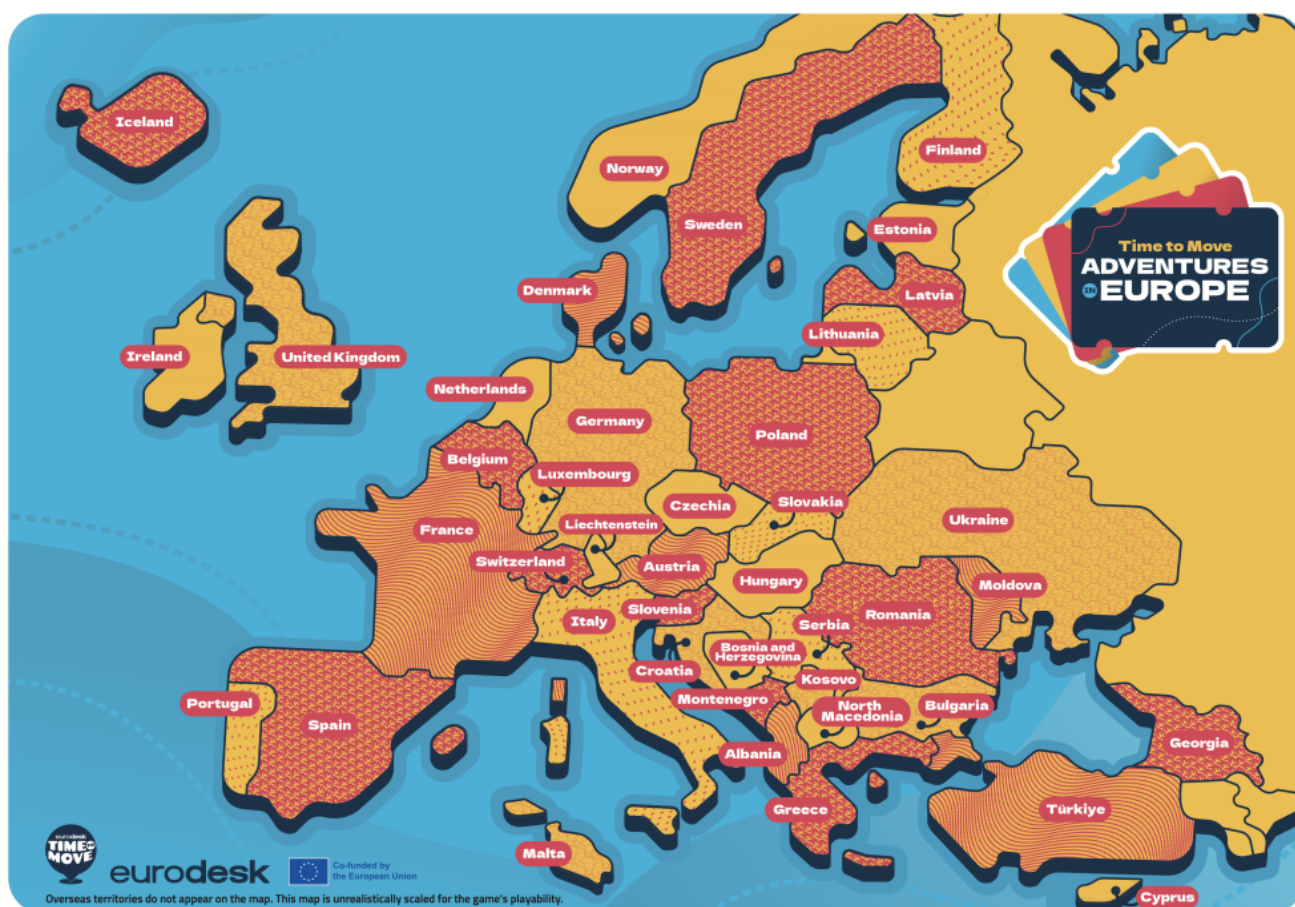 Iceland
Norway
Finland
Sweden
Estonia
Time to Move
ADVENTURES
IN EUROPE
Denmark
Latvia
Lithuania
Ireland
United Kingdom
Netherlands
Germany
Poland
Belgium
Luxembourg
Czechia
Slovakia
Ukraine
France
Liechtenstein
Switzerland
Austria
Hungary
Moldova
Italy
Slovenia
Serbia
Romania
Bosnia and
Herzegovina
Croatia
Kosovo
Portugal
Montenegro
North
Macedonia
Bulgaria
Spain
Georgia
Albania
Greece
Türkiye
Malta
Cyprus
eurodesk
TIME TO
MOVE
eurodesk
Co-funded by
the European Union
Overseas territories do not appear on the map. This map is unrealistically scaled for the game's playability.